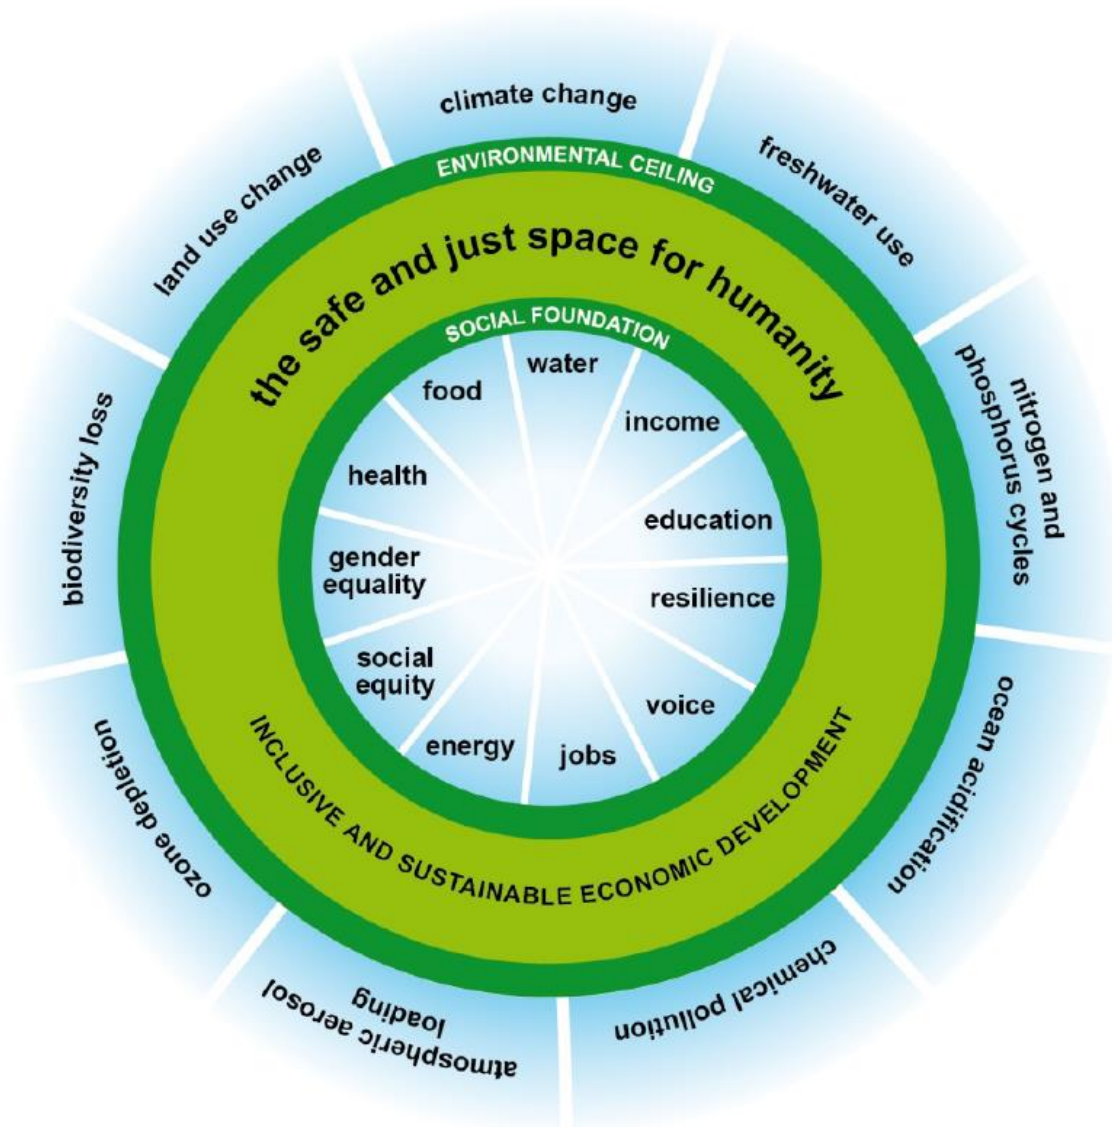 climate change
freshwater use
nitrogen and
phosphorus cycles
ocean acidification
chemical pollution
atmospheric aerosol
loading
ozone depletion
biodiversity loss
land use change
ENVIRONMENTAL CEILING
the safe and just space for humanity
SOCIAL FOUNDATION
water
income
education
resilience
voice
jobs
energy
social
equity
gender
equality
health
food
INCLUSIVE AND SUSTAINABLE ECONOMIC DEVELOPMENT